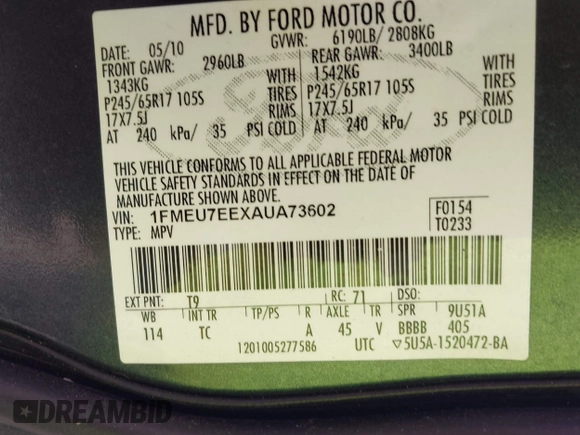 MFD. BY FORD MOTOR CO.
DATE: 05/10 GVWR: 6190LB/ 2808KG
FRONT GAWR: 2960LB REAR GAWR: 3400LB
1343KG WITH 1542KG WITH
P245/65R17 105S TIRES P245/65R17 105S TIRES
17X7.5J RIMS 17X7.5J RIMS
AT 240 kPa/ 35 PSI COLD AT 240 kPa/ 35 PSI COLD
THIS VEHICLE CONFORMS TO ALL APPLICABLE FEDERAL MOTOR
VEHICLE SAFETY STANDARDS IN EFFECT ON THE DATE OF
MANUFACTURE SHOWN ABOVE.
VIN: 1FMEU7EEXAUA73602 F0154
TYPE: MPV T0233
EXT PNT: T9 RC: 71 DSO:
WB INT TR TP/PS R AXLE TR SPR 9U51A
114 TC A 45 V BBBB 405
1201005277586 UTC ▽5U5A-1520472-BA
Ford
DREAMBID